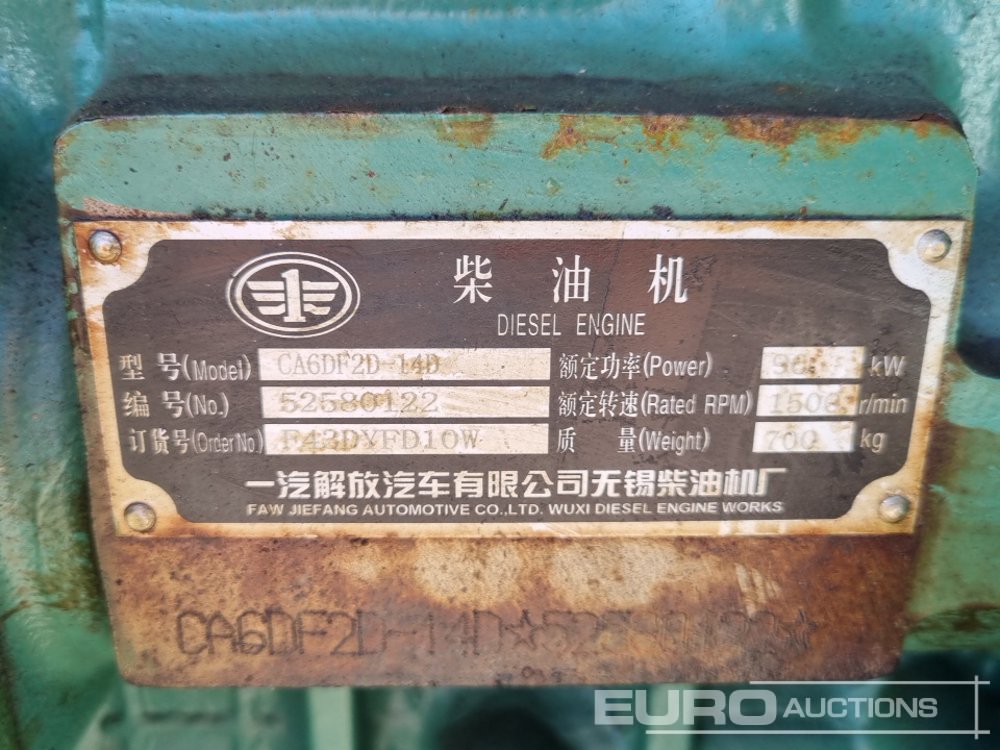 柴油机
DIESEL ENGINE
型号(Model) CA6DF2D-14D 额定功率(Power) kW
编号(No.) 52580122 额定转速(Rated RPM) 1500 r/min
订货号(Order No) F43DYFD10W 质量(Weight) 700 kg
一汽解放汽车有限公司无锡柴油机厂
FAW JIEFANG AUTOMOTIVE CO.,LTD. WUXI DIESEL ENGINE WORKS
CA6DF2D-14D☆52580122☆
EURO AUCTIONS